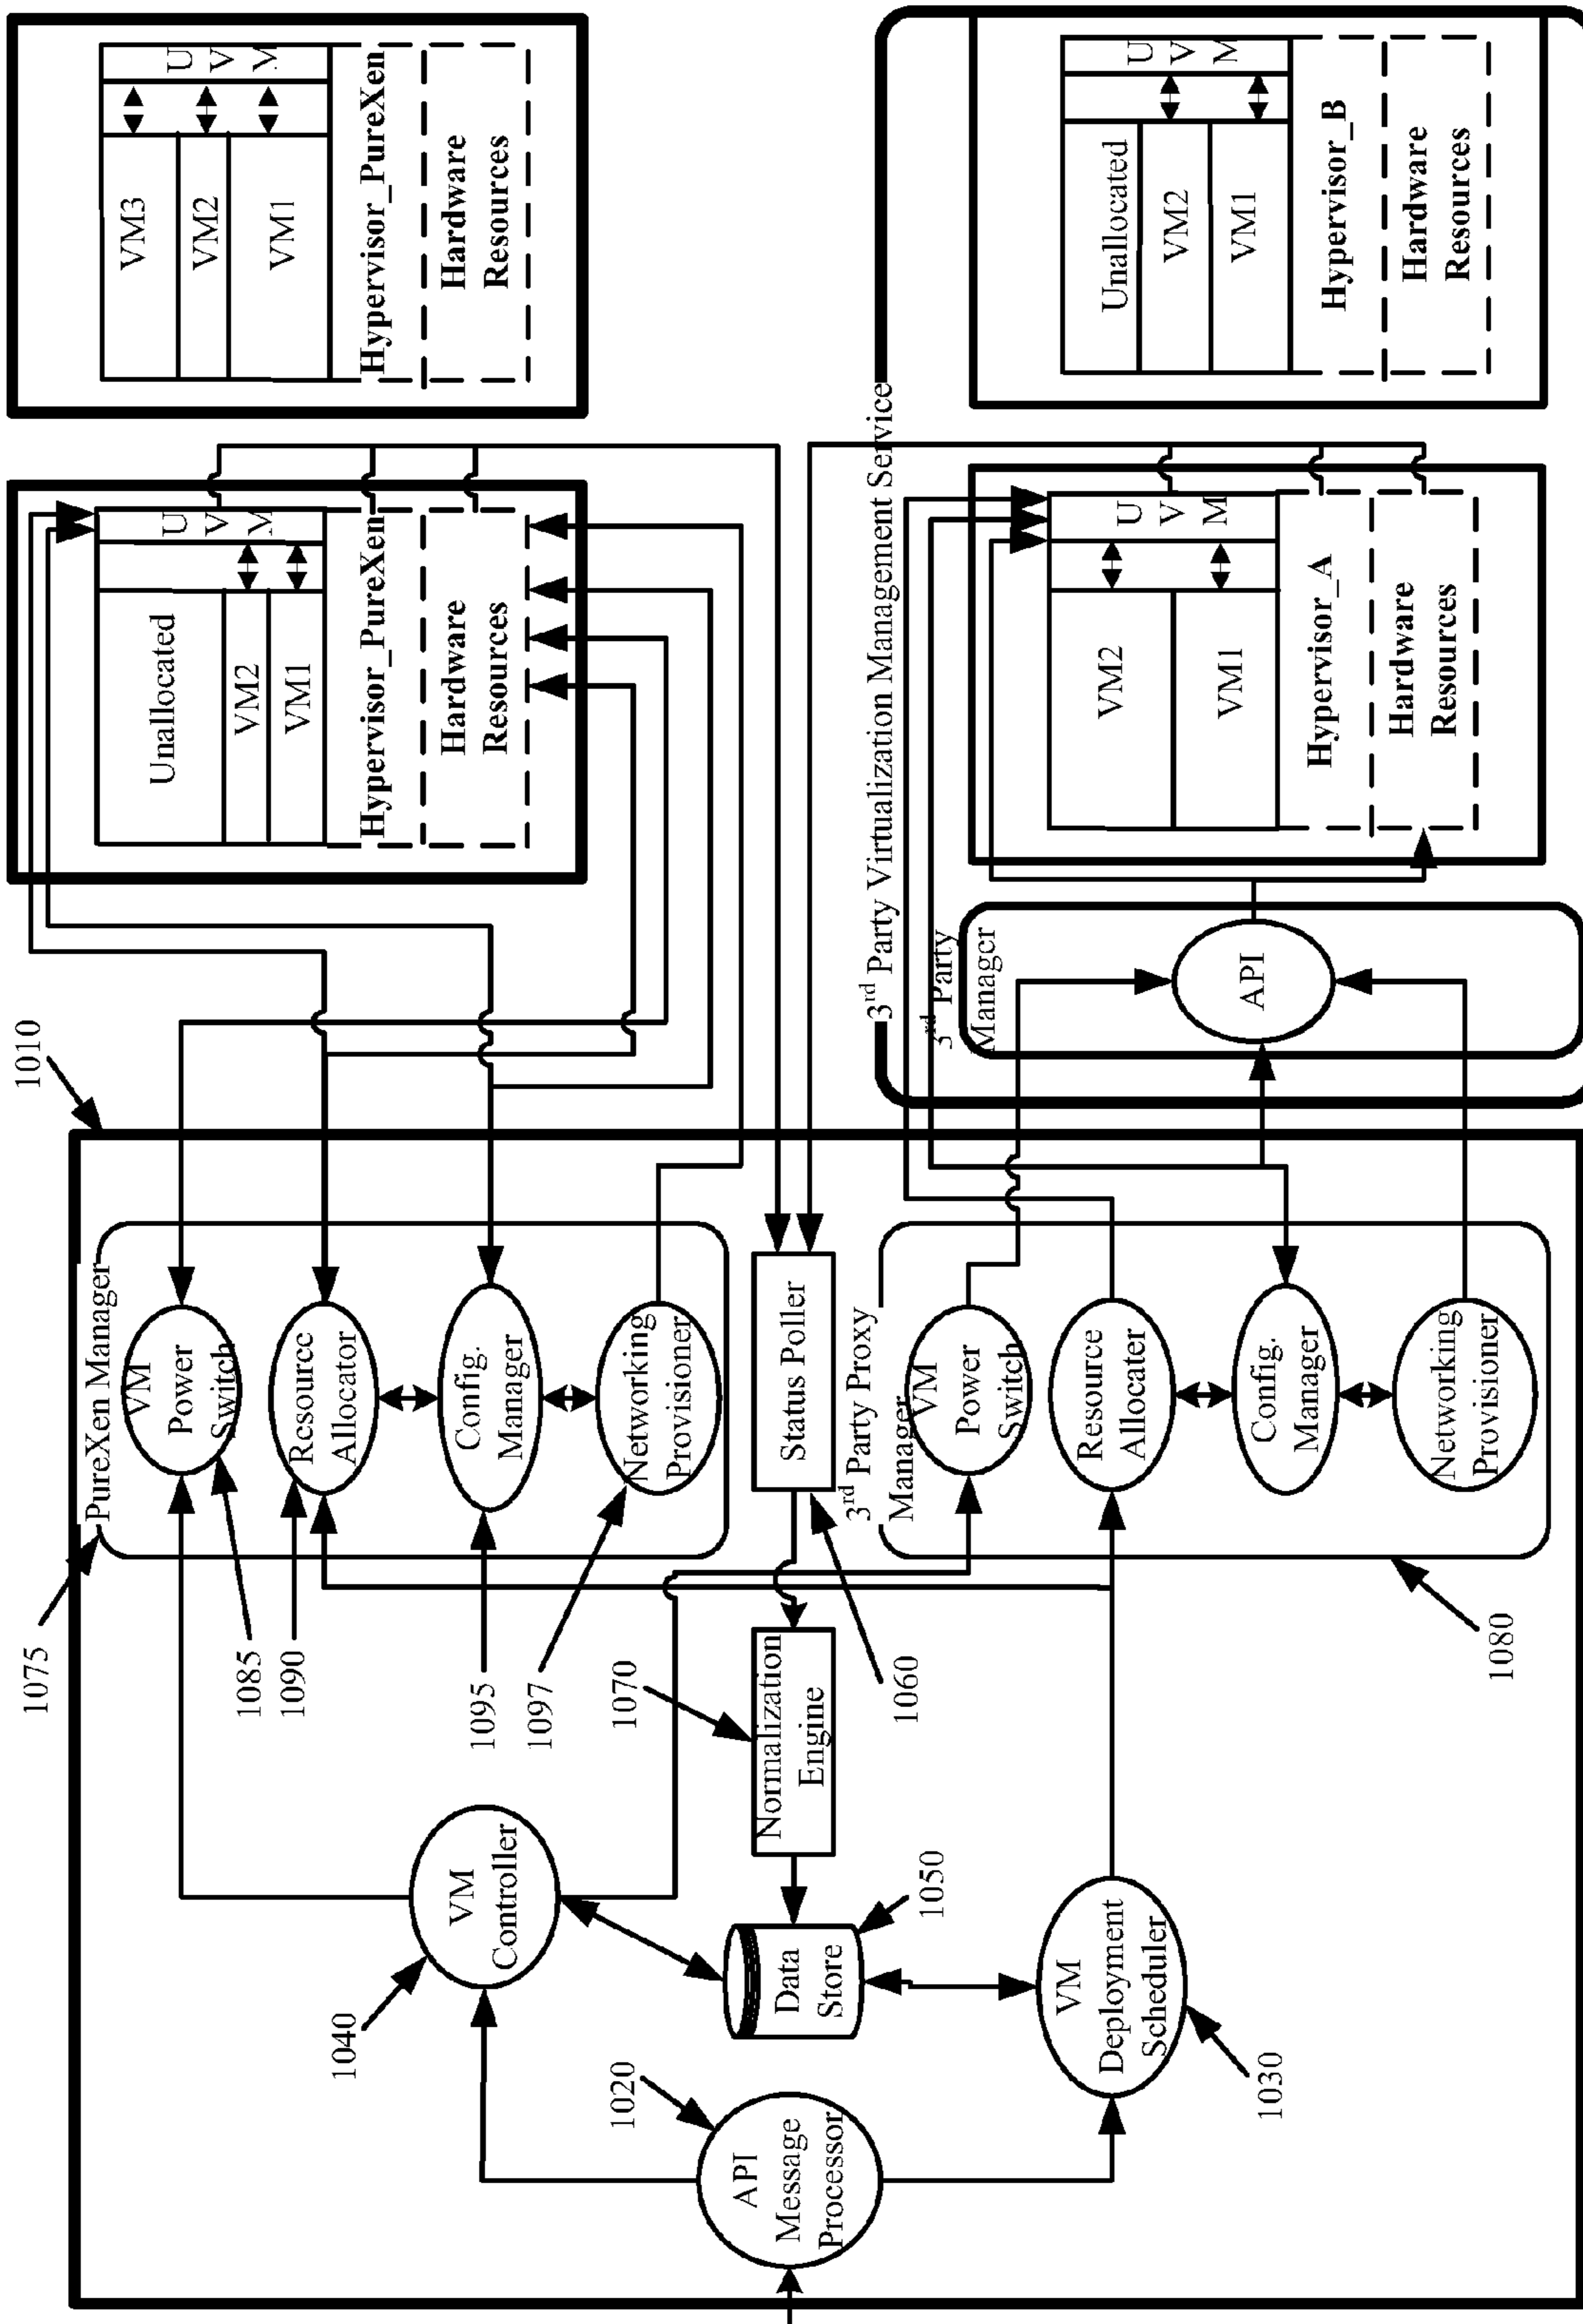 1010
1075
PureXen Manager
VM
Power
Switch
1085
Resource
Allocator
1090
Config.
Manager
1095
Networking
Provisioner
1097
VM
Controller
1040
API
Message
Processor
1020
Data
Store
1050
Normalization
Engine
1070
Status Poller
1060
VM
Deployment
Scheduler
1030
3rd Party Proxy
Manager
VM
Power
Switch
Resource
Allocater
Config.
Manager
Networking
Provisioner
1080
Unallocated
VM2
VM1
U V M
Hypervisor_PureXen
Hardware
Resources
VM3
VM2
VM1
U V M
Hypervisor_PureXen
Hardware
Resources
3rd Party Virtualization Management Service
3rd Party
Manager
API
VM2
VM1
U V M
Hypervisor_A
Hardware
Resources
Unallocated
VM2
VM1
U V M
Hypervisor_B
Hardware
Resources